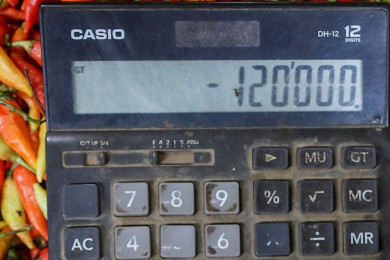 CASIO
DH-12 12
DIGITS
GT
-120'000.
CUT UP 5/4
F 4 2 1 0 ADD2
▷ MU GT
7 8 9 % √ MC
AC 4 6 ÷ MR